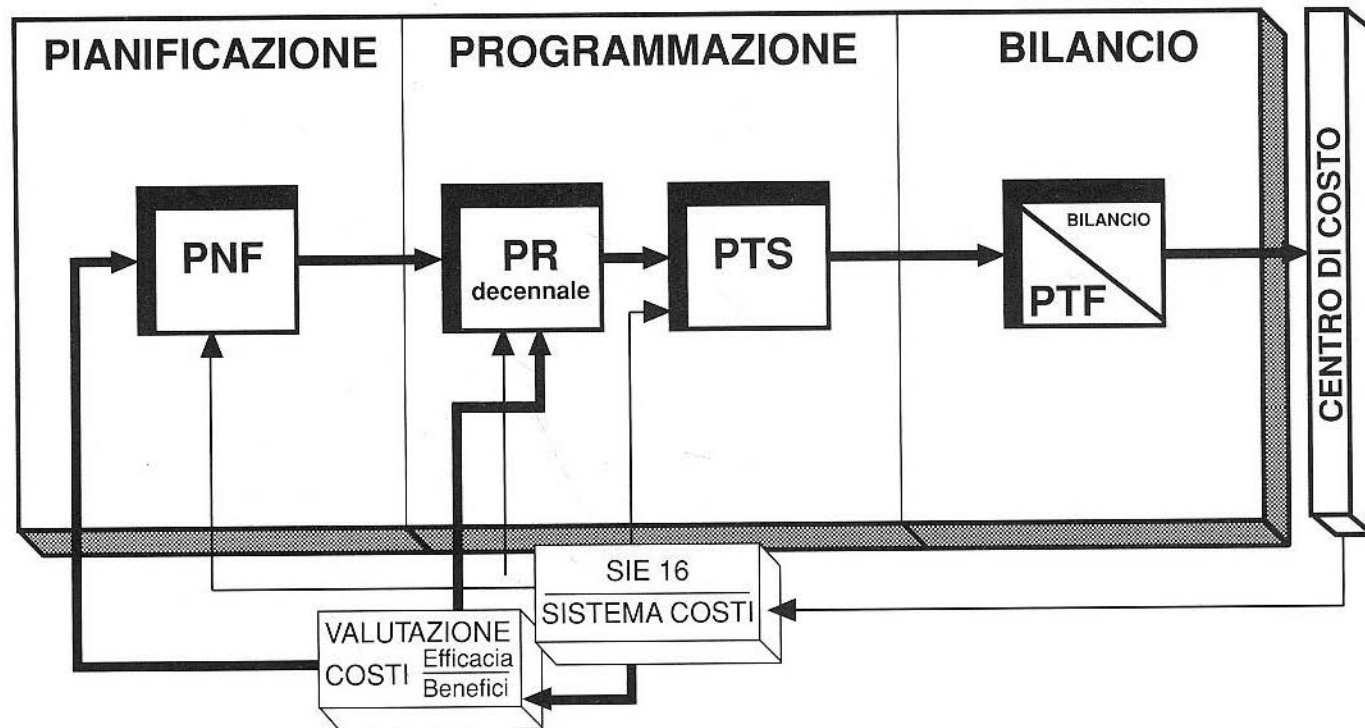 PIANIFICAZIONE
PROGRAMMAZIONE
BILANCIO
PNF
PR
decennale
PTS
BILANCIO
PTF
CENTRO DI COSTO
SIE 16
SISTEMA COSTI
VALUTAZIONE
COSTI Efficacia
Benefici